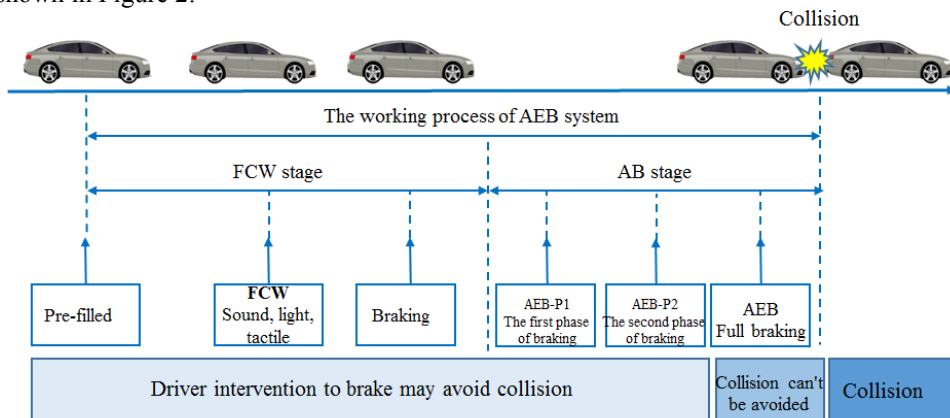 shown in Figure 2.
Collision
The working process of AEB system
FCW stage
AB stage
Pre-filled
FCW
Sound, light,
tactile
Braking
AEB-P1
The first phase
of braking
AEB-P2
The second phase
of braking
AEB
Full braking
Driver intervention to brake may avoid collision
Collision can't
be avoided
Collision